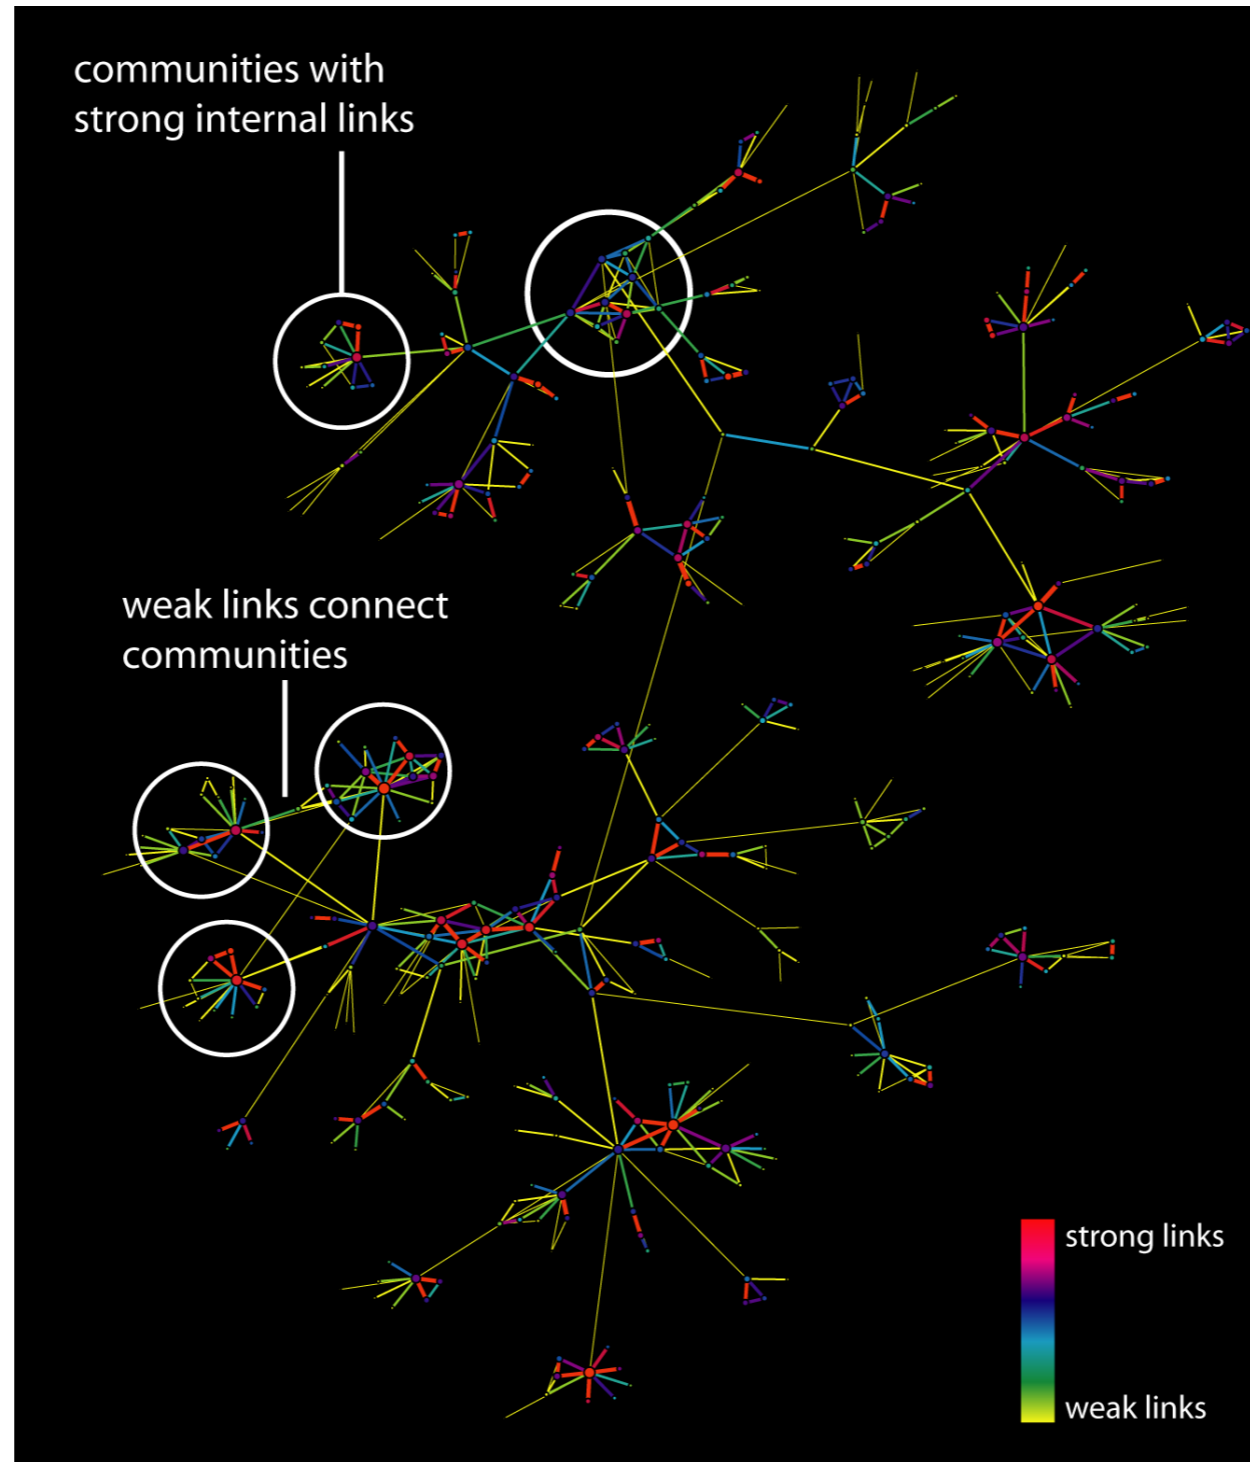 communities with
strong internal links
weak links connect
communities
strong links
weak links